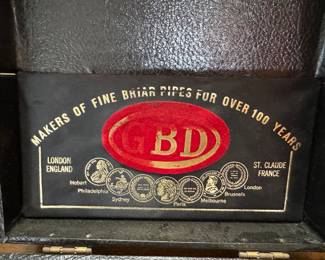 MAKERS OF FINE BRIAR PIPES FOR OVER 100 YEARS
GBD
LONDON
ENGLAND
ST. CLAUDE
FRANCE
Hobart
Philadelphia
Sydney
Paris
Melbourne
Brussels
London